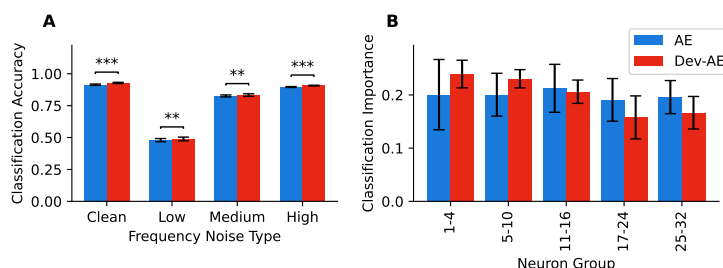 A
Classification Accuracy
1.00
0.75
0.50
0.25
0.00
***
**
**
***
Clean
Low
Medium
High
Frequency Noise Type
B
Classification Importance
0.2
0.1
0.0
AE
Dev-AE
1-4
5-10
11-16
17-24
25-32
Neuron Group